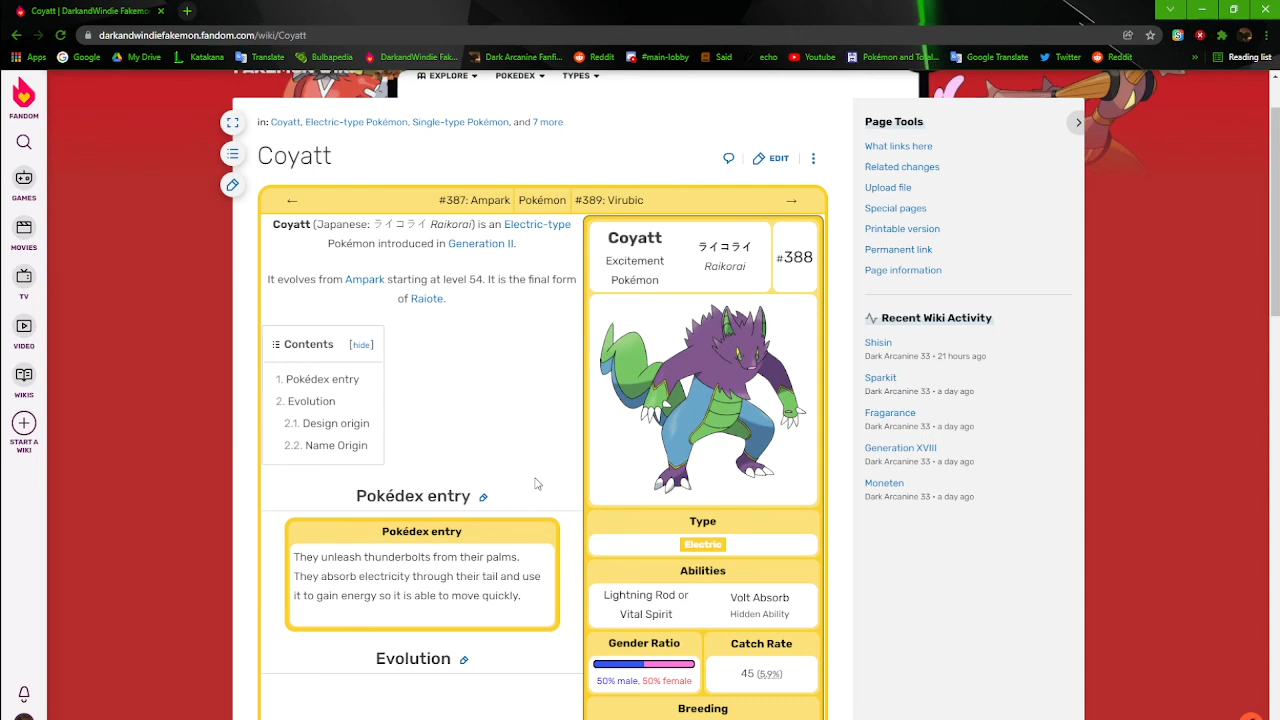 Coyatt | DarkandWindie Fakemo
darkandwindiefakemon.fandom.com/wiki/Coyatt
Apps
Google
My Drive
Katakana
Translate
Bulbapedia
DarkandWindieFakem...
Dark Arcanine Fanfi...
Reddit
#main-lobby
Said
echo
Youtube
Pokémon and Total...
Google Translate
Twitter
Reddit
»
Reading list
FANDOM
GAMES
MOVIES
TV
VIDEO
WIKIS
START A
WIKI
EXPLORE
POKEDEX
TYPES
in: Coyatt, Electric-type Pokémon, Single-type Pokémon, and 7 more
Coyatt
EDIT
← #387: Ampark Pokémon #389: Virubic →
Coyatt (Japanese: ライコライ Raikorai) is an Electric-type
Pokémon introduced in Generation II.
It evolves from Ampark starting at level 54. It is the final form
of Raiote.
Contents [hide]
1. Pokédex entry
2. Evolution
2.1. Design origin
2.2. Name Origin
Pokédex entry
Pokédex entry
They unleash thunderbolts from their palms.
They absorb electricity through their tail and use
it to gain energy so it is able to move quickly.
Evolution
Coyatt
Excitement
Pokémon
ライコライ
Raikorai
#388
Type
Electric
Abilities
Lightning Rod or
Vital Spirit
Volt Absorb
Hidden Ability
Gender Ratio
50% male, 50% female
Catch Rate
45 (5.9%)
Breeding
Page Tools
What links here
Related changes
Upload file
Special pages
Printable version
Permanent link
Page information
Recent Wiki Activity
Shisin
Dark Arcanine 33 • 21 hours ago
Sparkit
Dark Arcanine 33 • a day ago
Fragarance
Dark Arcanine 33 • a day ago
Generation XVIII
Dark Arcanine 33 • a day ago
Moneten
Dark Arcanine 33 • a day ago